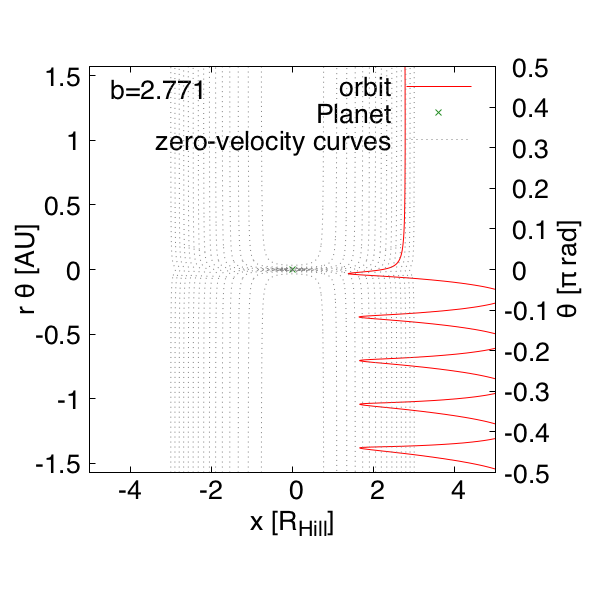 b=2.771
orbit
Planet
zero-velocity curves
1.5
1
0.5
0
-0.5
-1
-1.5
r θ [AU]
0.5
0.4
0.3
0.2
0.1
0
-0.1
-0.2
-0.3
-0.4
-0.5
θ [π rad]
-4 -2 0 2 4
x [RHill]